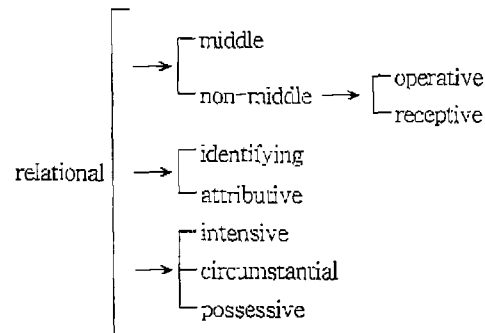 middle
operative
non-middle
receptive
identifying
relational
attributive
intensive
circumstantial
possessive